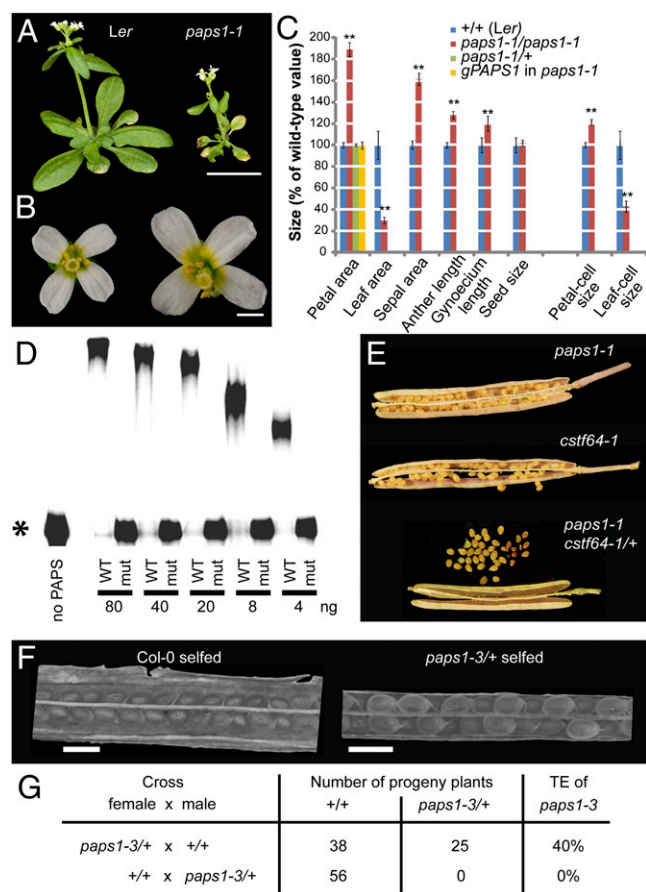 A
Ler
paps1-1
B
C
+/+ (Ler)
paps1-1/paps1-1
paps1-1/+
gPAPS1 in paps1-1
Size (% of wild-type value)
200
180
160
140
120
100
80
60
40
20
0
**
**
**
**
**
**
**
Petal area
Leaf area
Sepal area
Anther length
Gynoecium length
Seed size
Petal-cell size
Leaf-cell size
D
*
no PAPS
WT mut WT mut WT mut WT mut WT mut
80 40 20 8 4 ng
E
paps1-1
cstf64-1
paps1-1
cstf64-1/+
F
Col-0 selfed
paps1-3/+ selfed
G
Cross Number of progeny plants TE of
female x male +/+ paps1-3/+ paps1-3
paps1-3/+ x +/+ 38 25 40%
+/+ x paps1-3/+ 56 0 0%